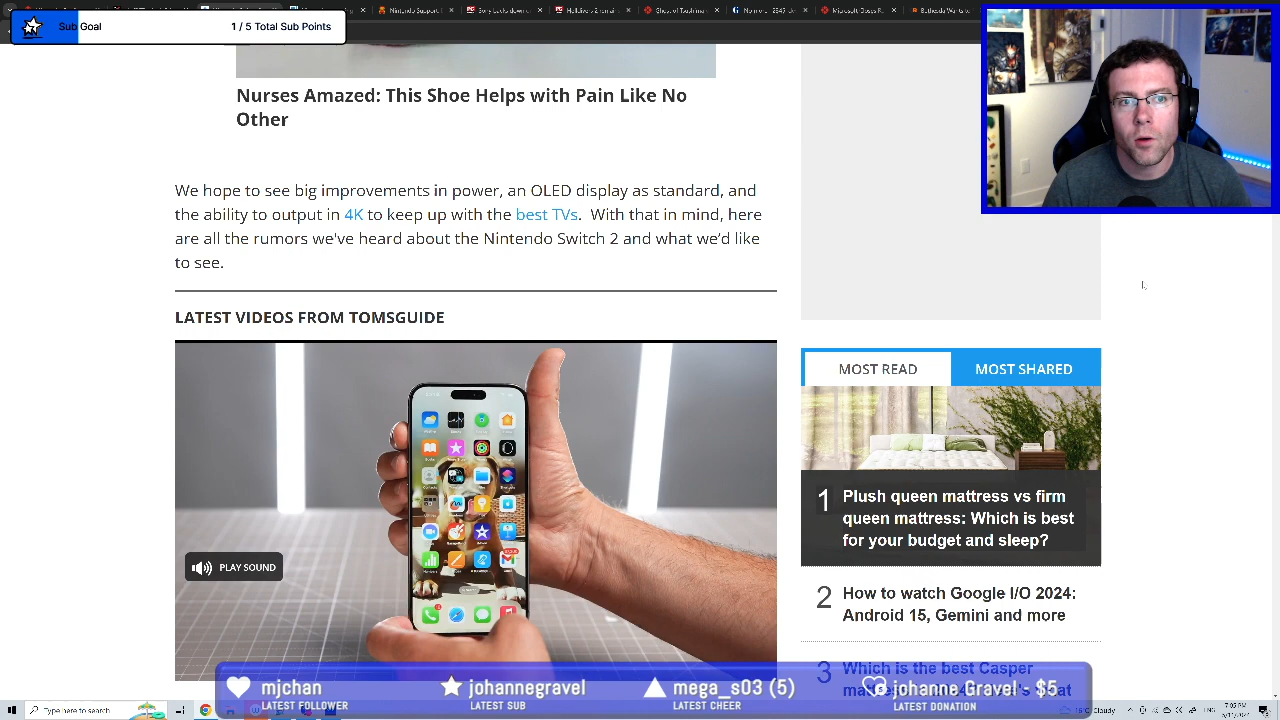 Nintendo Support
Sub Goal
1 / 5 Total Sub Points
Nurses Amazed: This Shoe Helps with Pain Like No
Other
We hope to see big improvements in power, an OLED display as standard, and
the ability to output in 4K to keep up with the best TVs. With that in mind, here
are all the rumors we've heard about the Nintendo Switch 2 and what we'd like
to see.
LATEST VIDEOS FROM TOMSGUIDE
PLAY SOUND
MOST READ
MOST SHARED
1
Plush queen mattress vs firm
queen mattress: Which is best
for your budget and sleep?
2
How to watch Google I/O 2024:
Android 15, Gemini and more
3
Which is the best Casper
mjchan
LATEST FOLLOWER
johannegravel
LATEST SUB
(5)
LATEST CHEER
$5
LATEST DONATION
Type here to search
Cloudy
ENG